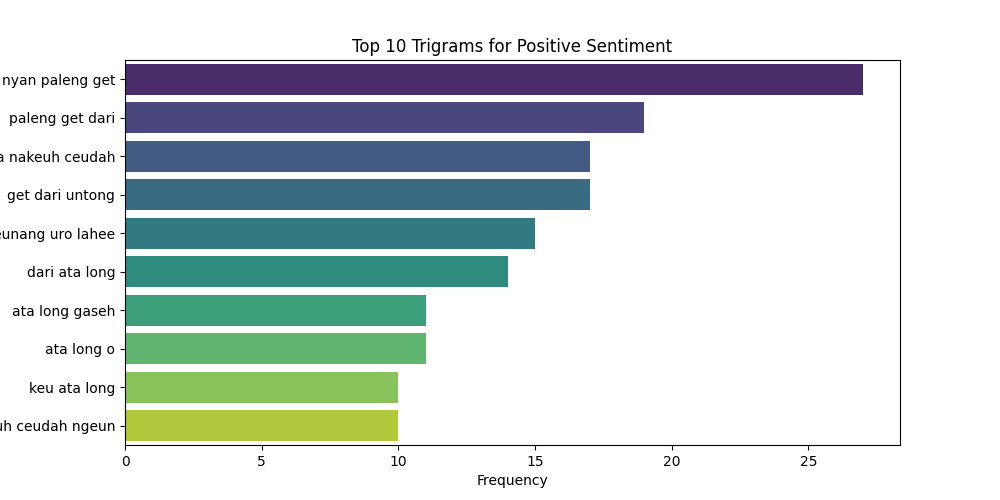 Top 10 Trigrams for Positive Sentiment
nyan paleng get
paleng get dari
nakeuh ceudah
get dari untong
uro lahee
dari ata long
ata long gaseh
ata long o
keu ata long
ceudah ngeun
0 5 10 15 20 25
Frequency